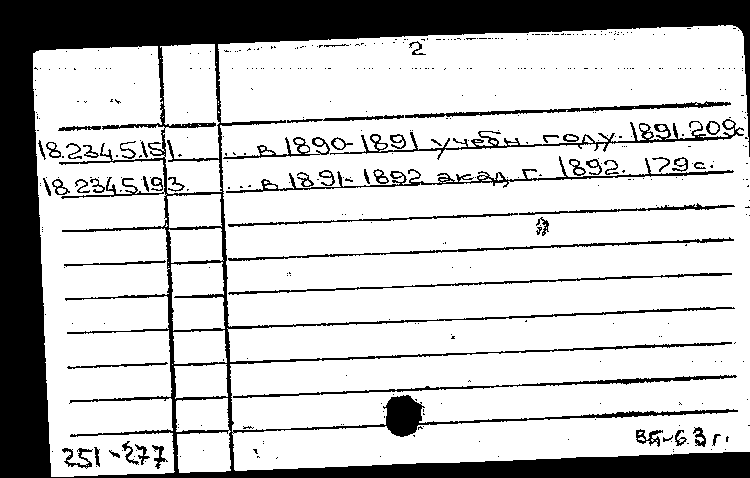 2
18.234.5.151. ... в 1890-1891 учебн. году. 1891. 209с
18.234.5.193. ... в 1891-1892 акад. г. 1892. 179с.
251-277